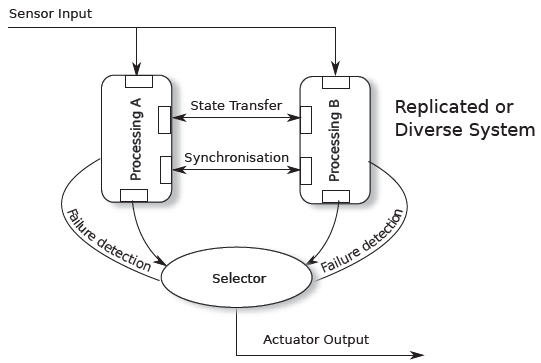 Sensor Input
Processing A
State Transfer
Synchronisation
Processing B
Replicated or
Diverse System
Failure detection
Failure detection
Selector
Actuator Output